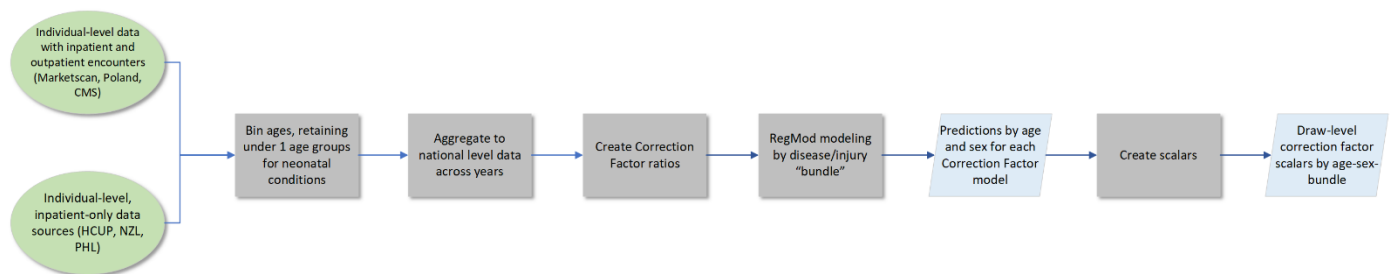 Individual-level data
with inpatient and
outpatient encounters
(Marketscan, Poland,
CMS)
Individual-level,
inpatient-only data
sources (HCUP, NZL,
PHL)
Bin ages, retaining
under 1 age groups
for neonatal
conditions
Aggregate to
national level data
across years
Create Correction
Factor ratios
RegMod modeling
by disease/injury
“bundle”
Predictions by age
and sex for each
Correction Factor
model
Create scalars
Draw-level
correction factor
scalars by age-sex-
bundle